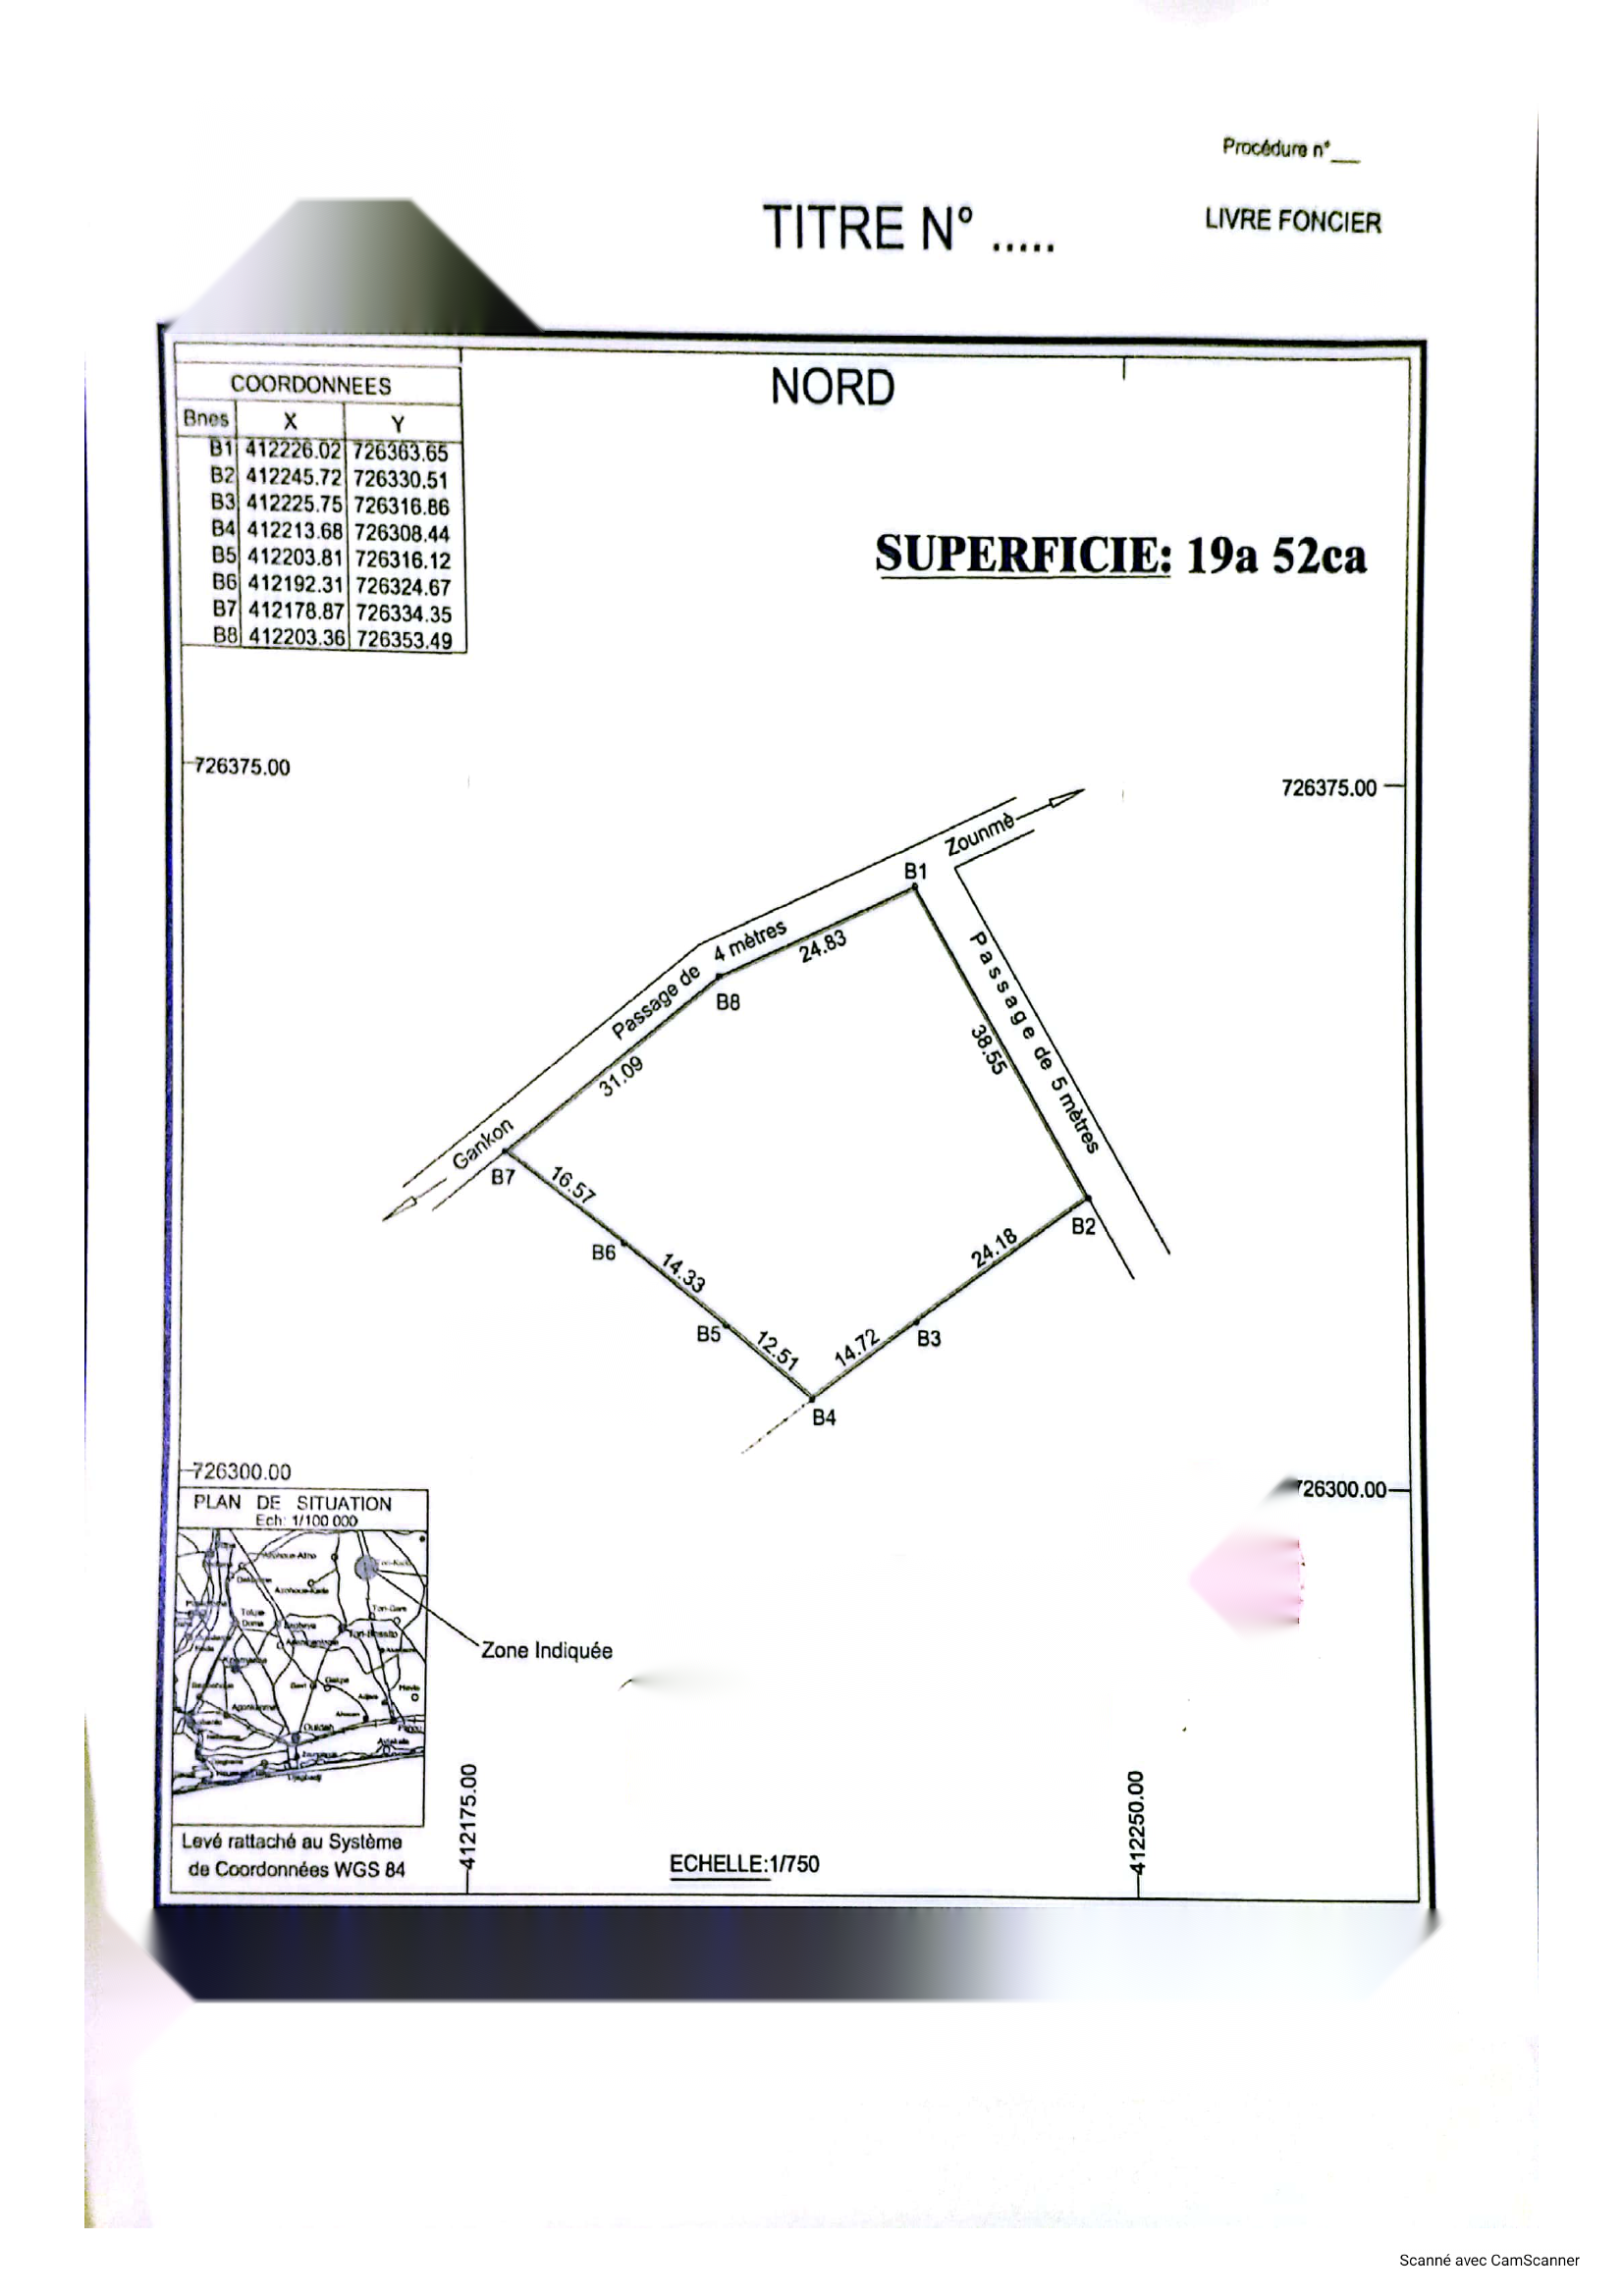 Procédure n°___
TITRE N° .....
LIVRE FONCIER
COORDONNEES
Bnes X Y
B1 412226.02 726363.65
B2 412245.72 726330.51
B3 412225.75 726316.86
B4 412213.68 726308.44
B5 412203.81 726316.12
B6 412192.31 726324.67
B7 412178.87 726334.35
B8 412203.36 726353.49
NORD
SUPERFICIE: 19a 52ca
726375.00
726375.00
Zounmè
B1
Passage de 4 mètres
24.83
B8
Passage de 5 mètres
38.55
31.09
Gankon
B7
16.57
B6
14.33
B2
24.18
B5
12.51
14.72
B3
B4
726300.00
726300.00
PLAN DE SITUATION
Ech: 1/100 000
Tori-Gare
Tori-Bossito
Ouidah
Zone Indiquée
412175.00
412250.00
Levé rattaché au Système
de Coordonnées WGS 84
ECHELLE:1/750
Scanné avec CamScanner